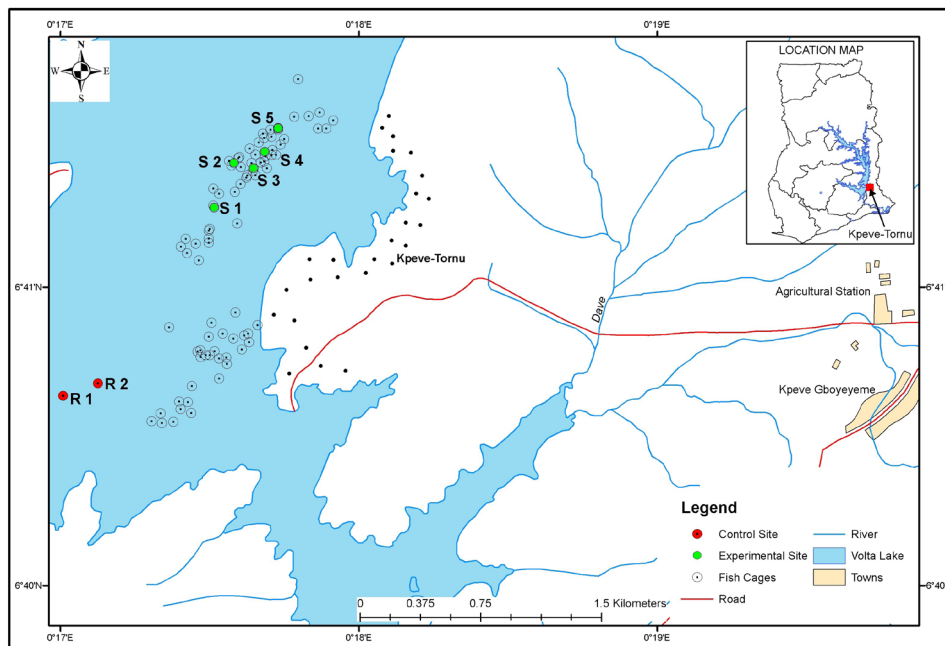 0°17'E 0°18'E 0°19'E
N
W E
S
LOCATION MAP
Kpeve-Tornu
S 5
S 2
S 4
S 3
S 1
Kpeve-Tornu
6°41'N
6°41'
Dave
Agricultural Station
R 2
R 1
Kpeve Gboyeyeme
Legend
Control Site
Experimental Site
Fish Cages
Road
River
Volta Lake
Towns
6°40'N
6°40'
0 0.375 0.75 1.5 Kilometers
0°17'E 0°18'E 0°19'E